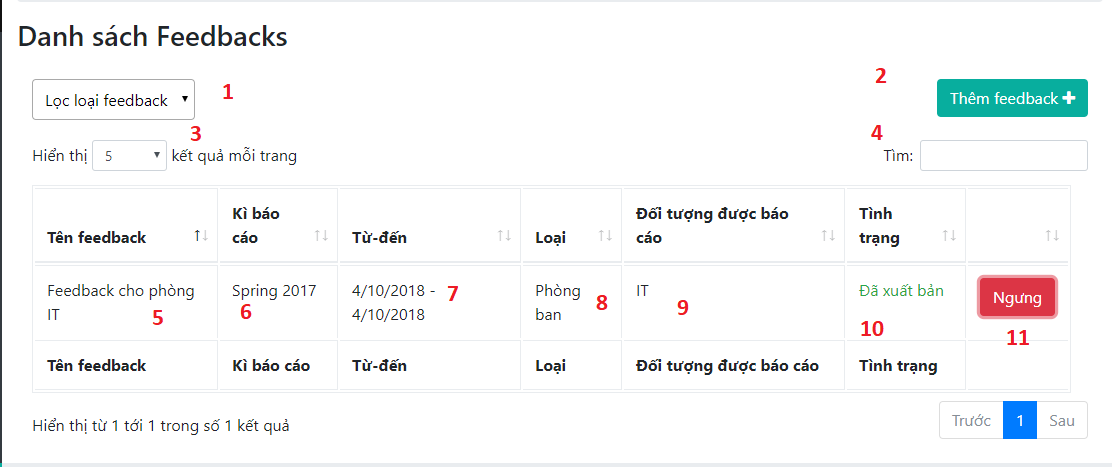 Danh sách Feedbacks
Lọc loại feedback 1 2 Thêm feedback
Hiển thị 5 kết quả mỗi trang 3 4 Tìm:
Tên feedback Kì báo cáo Từ-đến Loại Đối tượng được báo cáo Tình trạng
Feedback cho phòng IT 5 Spring 2017 6 4/10/2018 - 4/10/2018 7 Phòng ban 8 IT 9 Đã xuất bản 10 Ngưng 11
Tên feedback Kì báo cáo Từ-đến Loại Đối tượng được báo cáo Tình trạng
Hiển thị từ 1 tới 1 trong số 1 kết quả Trước 1 Sau